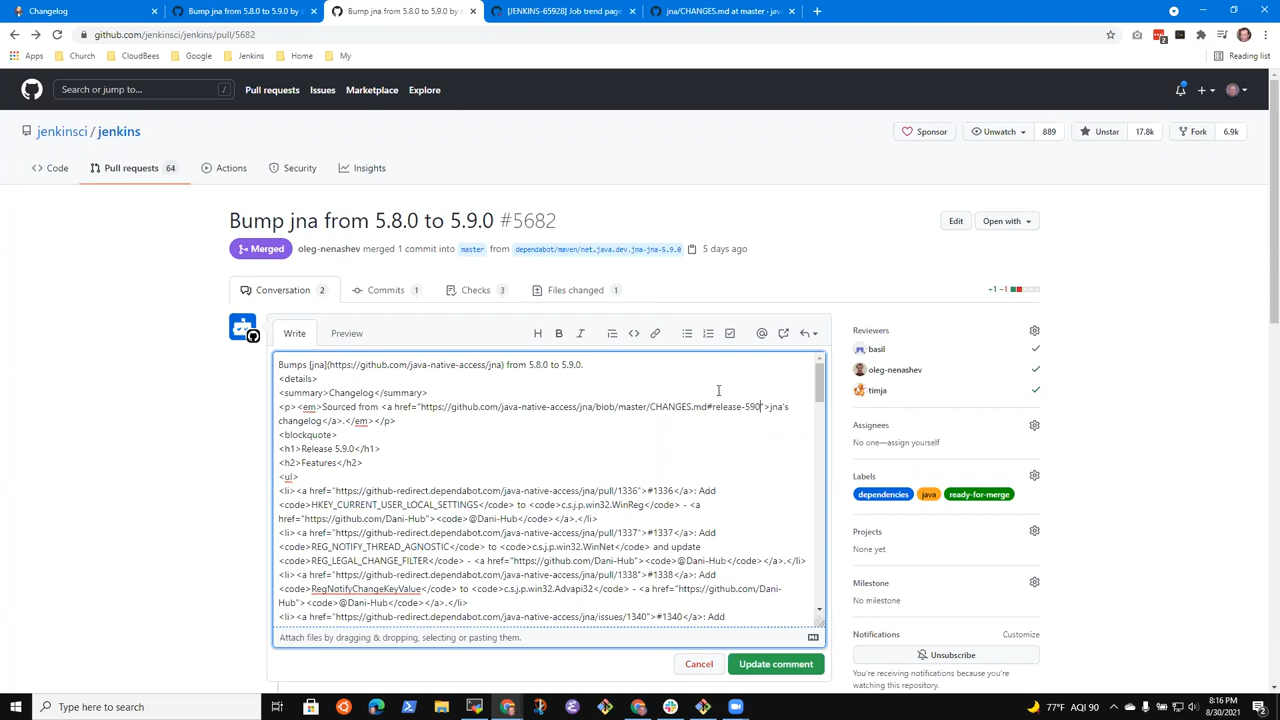 Changelog
Bump jna from 5.8.0 to 5.9.0 by
Bump jna from 5.8.0 to 5.9.0 by
[JENKINS-65928] Job trend page
jna/CHANGES.md at master · java
github.com/jenkinsci/jenkins/pull/5682
2
Apps Church CloudBees Google Jenkins Home My Reading list
Search or jump to... / Pull requests Issues Marketplace Explore
jenkinsci / jenkins
Sponsor Unwatch 889 Unstar 17.8k Fork 6.9k
Code Pull requests 64 Actions Security Insights
Bump jna from 5.8.0 to 5.9.0 #5682
Edit Open with
Merged oleg-nenashev merged 1 commit into master from dependabot/maven/net.java.dev.jna-jna-5.9.0 5 days ago
Conversation 2 Commits 1 Checks 3 Files changed 1
+1 −1
Write Preview
Bumps [jna](https://github.com/java-native-access/jna) from 5.8.0 to 5.9.0.
<details>
<summary>Changelog</summary>
<p><em>Sourced from <a href="https://github.com/java-native-access/jna/blob/master/CHANGES.md#release-590">jna's
changelog</a>.</em></p>
<blockquote>
<h1>Release 5.9.0</h1>
<h2>Features</h2>
<ul>
<li><a href="https://github-redirect.dependabot.com/java-native-access/jna/pull/1336">#1336</a>: Add
<code>HKEY_CURRENT_USER_LOCAL_SETTINGS</code> to <code>c.s.j.p.win32.WinReg</code> - <a
href="https://github.com/Dani-Hub"><code>@Dani-Hub</code></a>.</li>
<li><a href="https://github-redirect.dependabot.com/java-native-access/jna/pull/1337">#1337</a>: Add
<code>REG_NOTIFY_THREAD_AGNOSTIC</code> to <code>c.s.j.p.win32.WinNet</code> and update
<code>REG_LEGAL_CHANGE_FILTER</code> - <a href="https://github.com/Dani-Hub"><code>@Dani-Hub</code></a>.</li>
<li><a href="https://github-redirect.dependabot.com/java-native-access/jna/pull/1338">#1338</a>: Add
<code>RegNotifyChangeKeyValue</code> to <code>c.s.j.p.win32.Advapi32</code> - <a href="https://github.com/Dani-
Hub"><code>@Dani-Hub</code></a>.</li>
<li><a href="https://github-redirect.dependabot.com/java-native-access/jna/issues/1340">#1340</a>: Add
Attach files by dragging & dropping, selecting or pasting them.
Cancel Update comment
Reviewers
basil
oleg-nenashev
timja
Assignees
No one—assign yourself
Labels
dependencies java ready-for-merge
Projects
None yet
Milestone
No milestone
Notifications Customize
Unsubscribe
You're receiving notifications because you're
watching this repository.
Type here to search
77°F AQI 90
8:16 PM
8/30/2021
2